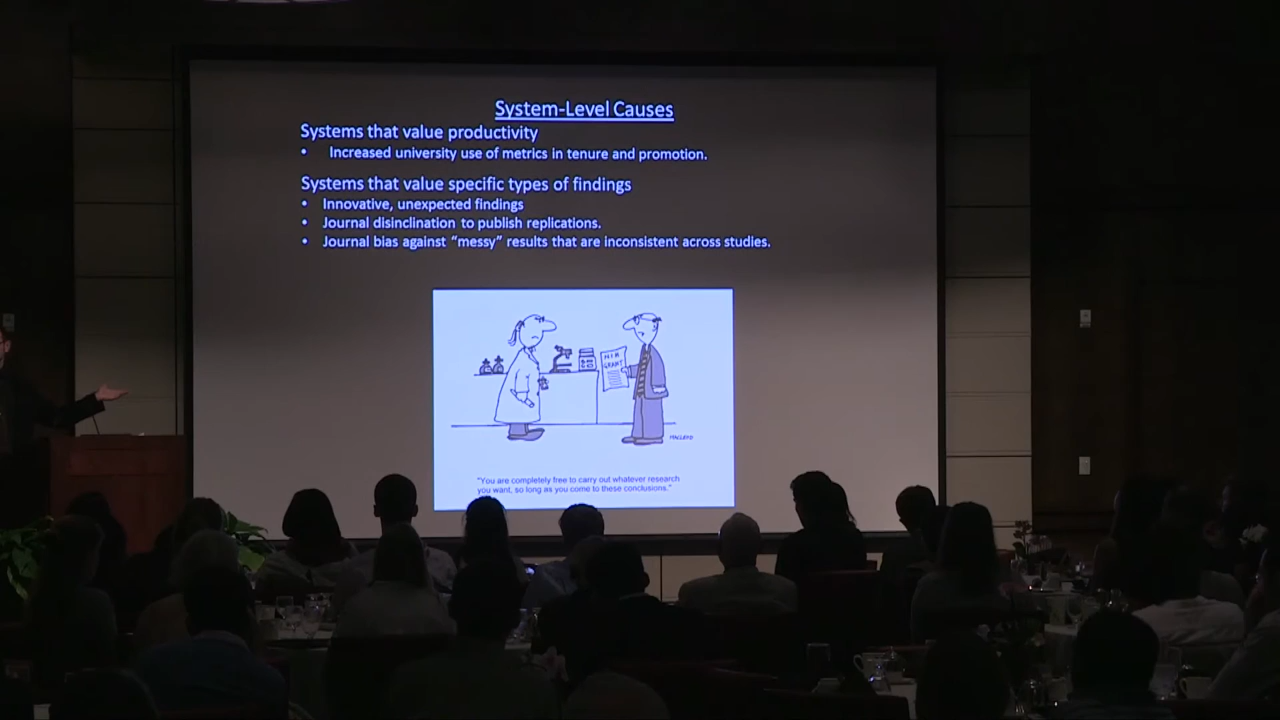 System-Level Causes
Systems that value productivity
• Increased university use of metrics in tenure and promotion.
Systems that value specific types of findings
• Innovative, unexpected findings
• Journal disinclination to publish replications.
• Journal bias against “messy” results that are inconsistent across studies.
NIH
GRANT
MACLEOD
"You are completely free to carry out whatever research
you want, so long as you come to these conclusions."